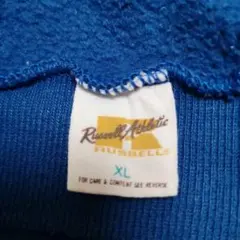 Russell Athletic
RUSSELL
XL
FOR CARE & CONTENT SEE REVERSE